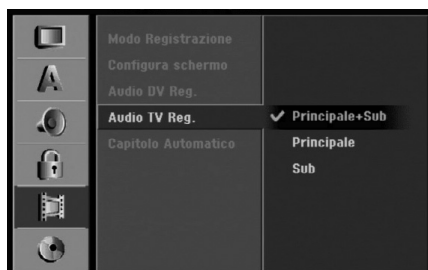 Modo Registrazione
Configura schermo
Audio DV Reg.
Audio TV Reg.
Capitolo Automatico
Principale+Sub
Principale
Sub